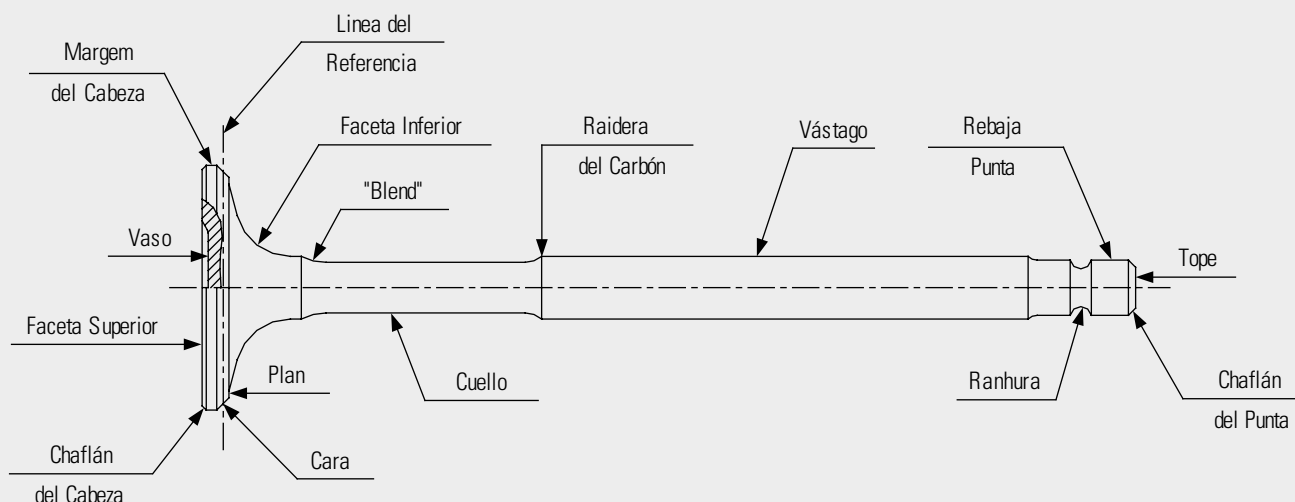 Linea del
Referencia
Margem
del Cabeza
Faceta Inferior
Raidera
del Carbón
Vástago
Rebaja
Punta
"Blend"
Vaso
Tope
Faceta Superior
Plan
Cuello
Ranhura
Chaflán
del Punta
Chaflán
del Cabeza
Cara